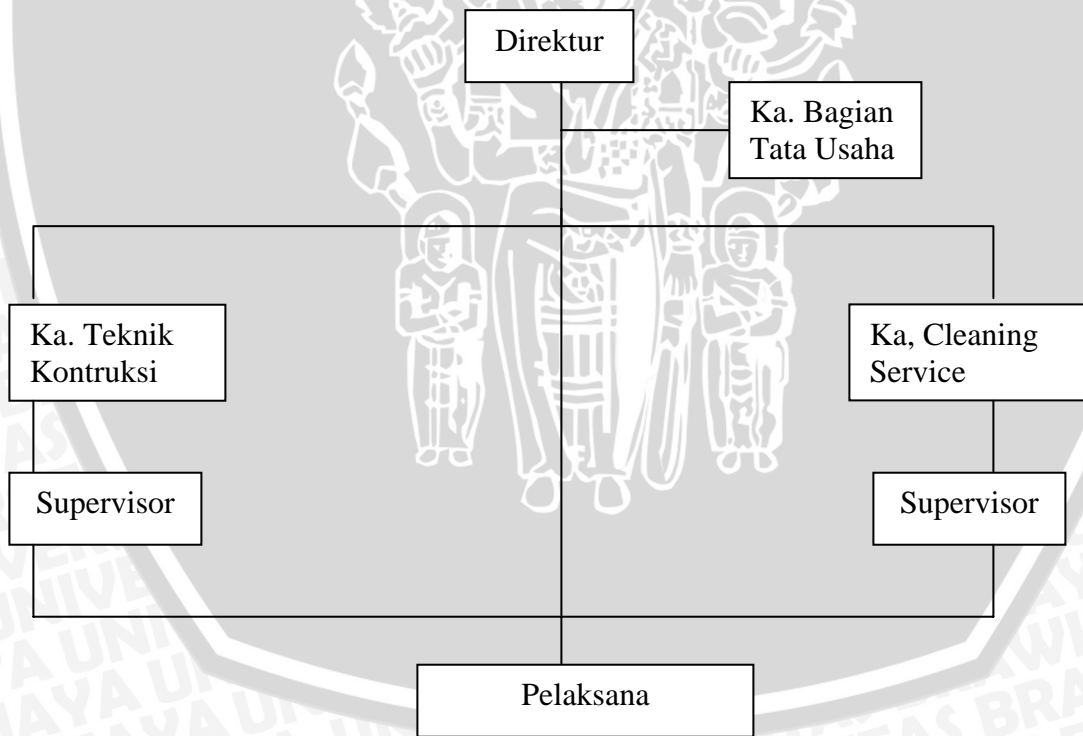 Direktur
Ka. Bagian
Tata Usaha
Ka. Teknik
Kontruksi
Ka, Cleaning
Service
Supervisor
Supervisor
Pelaksana